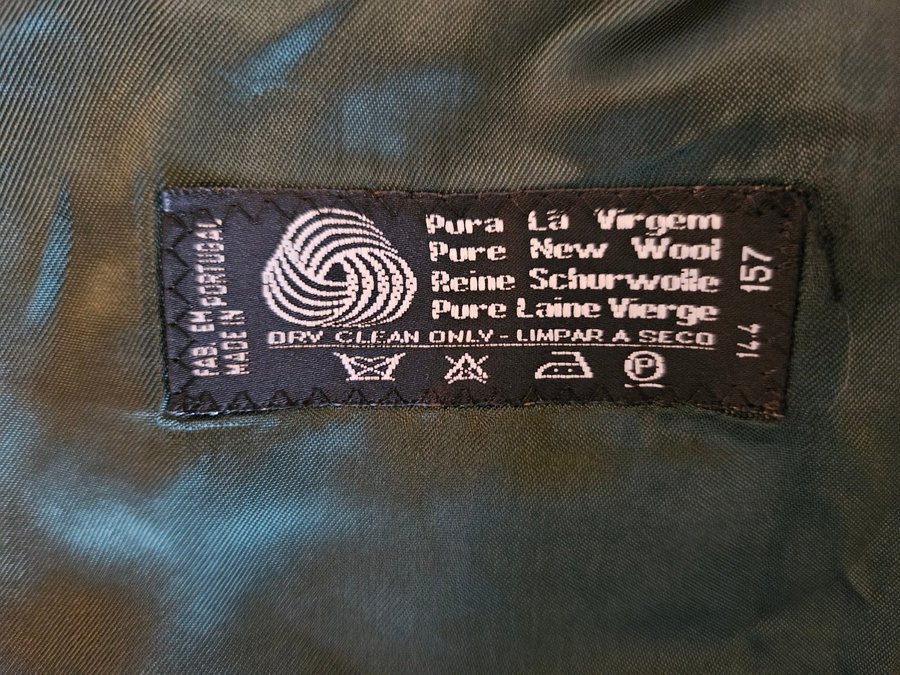 FAB. EM PORTUGAL
MADE IN PORTUGAL
Pura Lã Virgem
Pure New Wool
Reine Schurwolle
Pure Laine Vierge
DRY CLEAN ONLY - LIMPAR A SECO
P
144 157